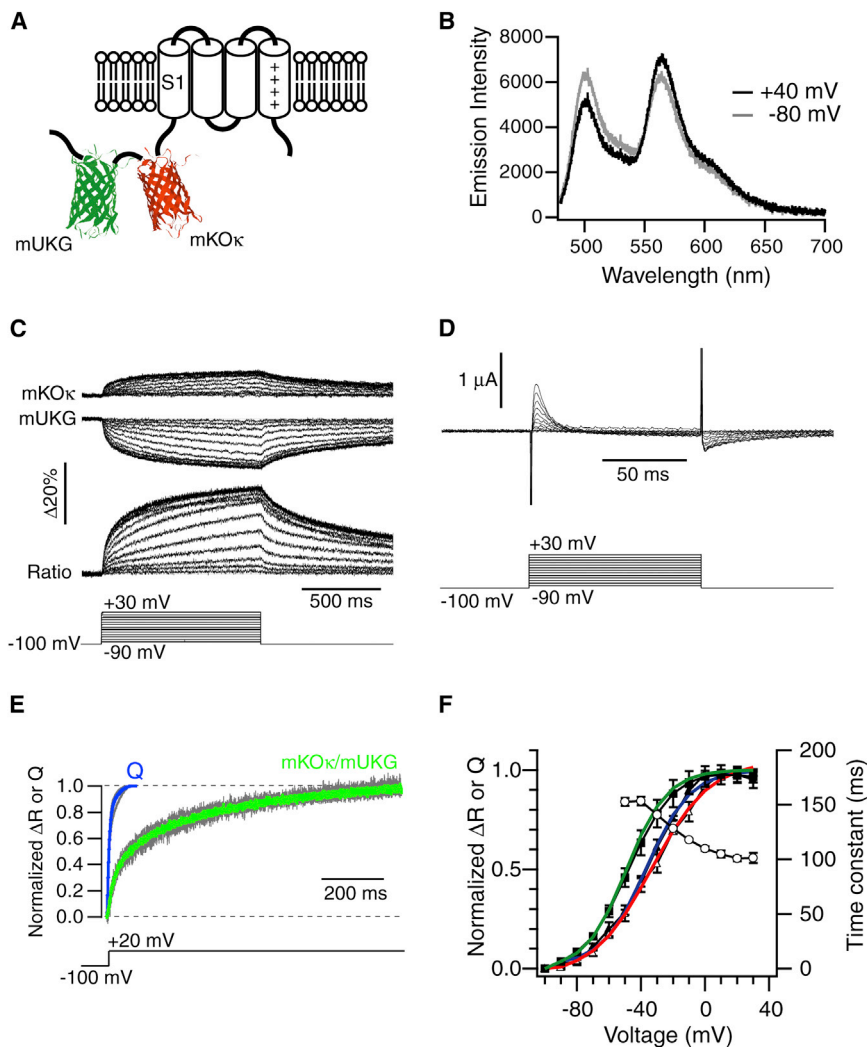 A
S1
+
+
+
+
mUKG
mKOκ
B
Emission Intensity
8000
6000
4000
2000
0
+40 mV
-80 mV
500 550 600 650 700
Wavelength (nm)
C
mKOκ
mUKG
Δ20%
Ratio
500 ms
+30 mV
-100 mV
-90 mV
D
1 μA
50 ms
+30 mV
-100 mV
-90 mV
E
Q
mKOκ/mUKG
Normalized ΔR or Q
1.0
0.8
0.6
0.4
0.2
0.0
200 ms
+20 mV
-100 mV
F
Normalized ΔR or Q
1.0
0.5
0.0
200
150
100
50
0
Time constant (ms)
-80 -40 0 40
Voltage (mV)